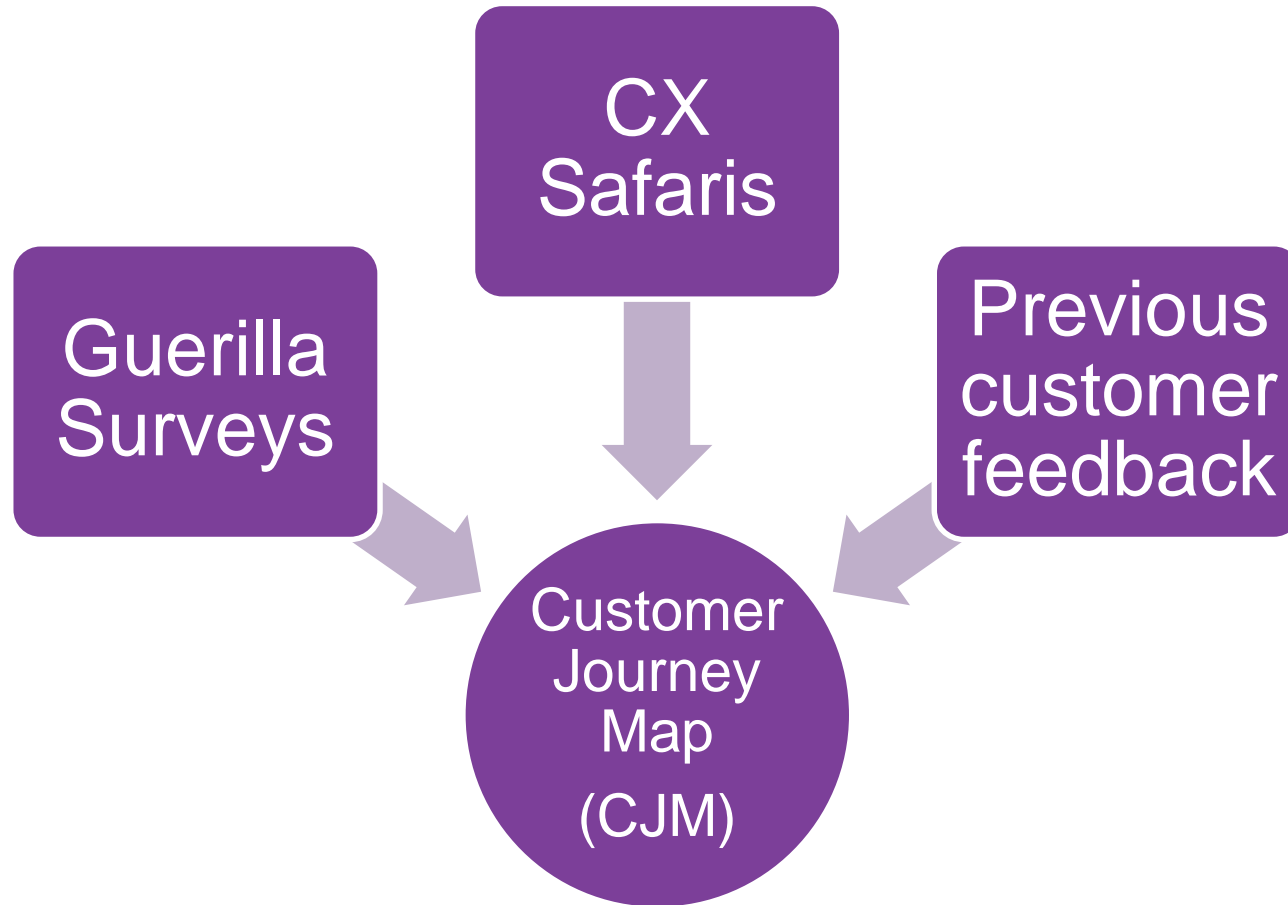 Guerilla
Surveys
CX
Safaris
Previous
customer
feedback
Customer
Journey
Map
(CJM)